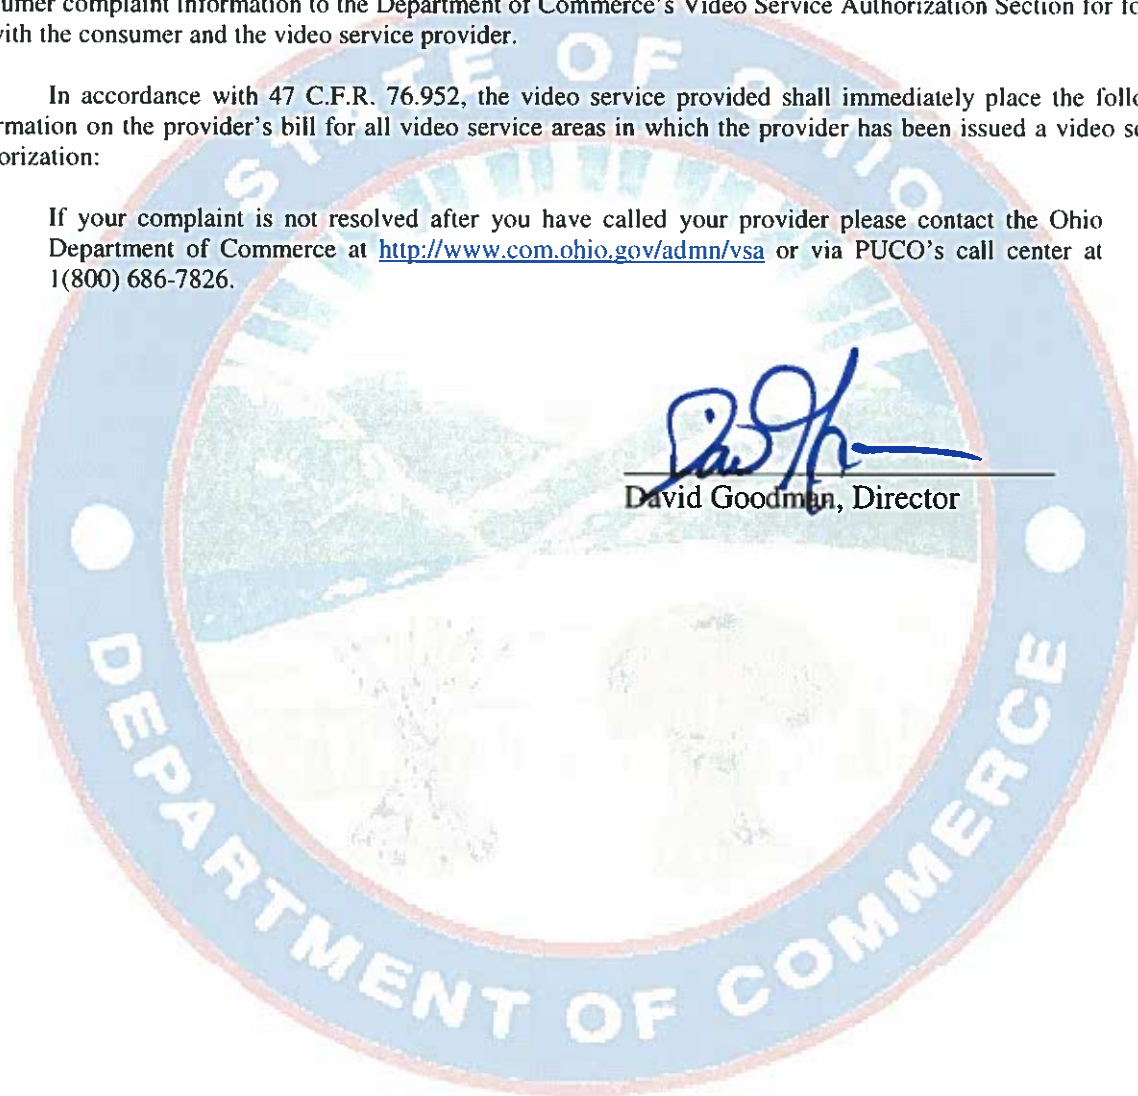 umer complaint information to the Department of Commerce's Video Service Authorization Section for fo
with the consumer and the video service provider.
In accordance with 47 C.F.R. 76.952, the video service provided shall immediately place the follo
rmation on the provider's bill for all video service areas in which the provider has been issued a video se
orization:
If your complaint is not resolved after you have called your provider please contact the Ohio
Department of Commerce at http://www.com.ohio.gov/admn/vsa or via PUCO's call center at
1(800) 686-7826.
David Goodman, Director
STATE OF OHIO
DEPARTMENT OF COMMERCE